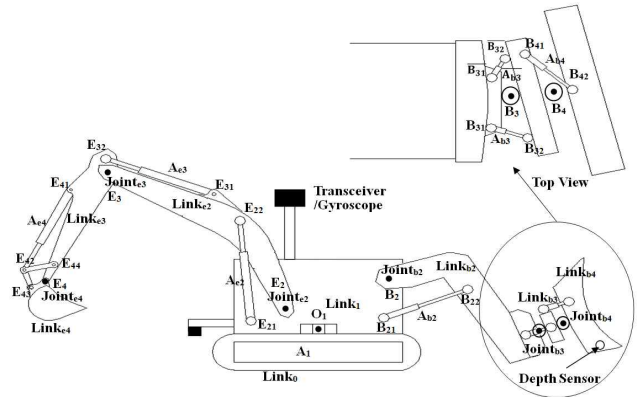 B32
B41
B31
Ab3
Ab4
B42
B3
B4
B31
Ab3
B32
Top View
E32
Ae3
E31
Jointe3
E3
Linke2
E41
Linke3
Ae4
E22
Transceiver
/Gyroscope
E42
E44
E43
E4
Jointe4
Linke4
Ae2
E2
Jointe2
Link1
E21
O1
Jointb2
B2
Linkb2
B21
Ab2
B22
Linkb4
Linkb3
Jointb4
Jointb3
Depth Sensor
A1
Link0